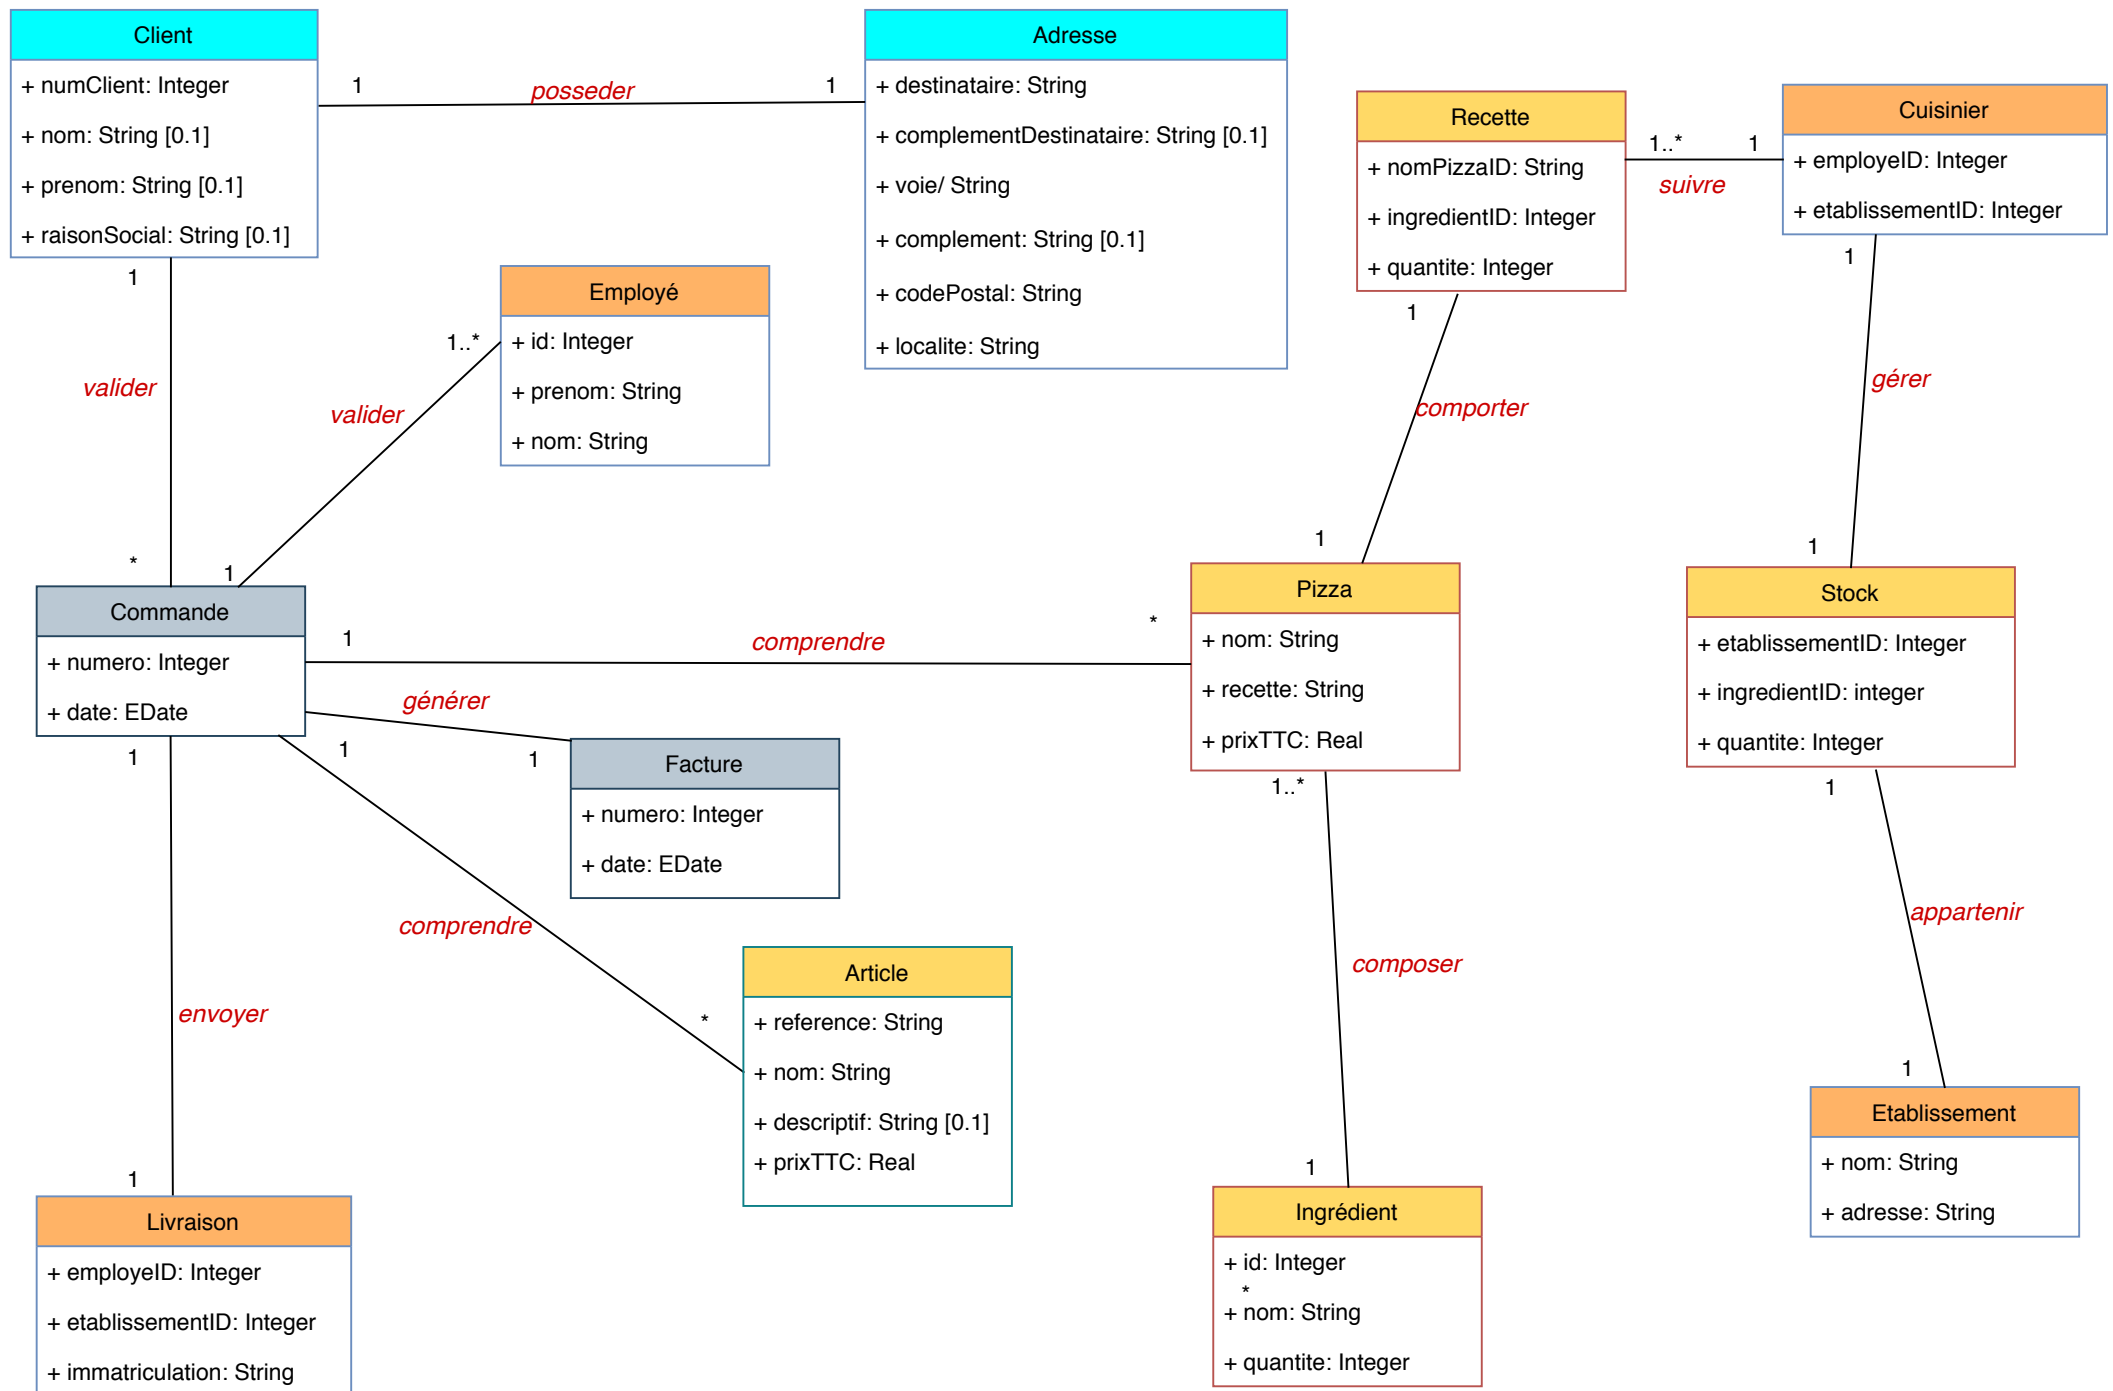 Client
+ numClient: Integer
+ nom: String [0.1]
+ prenom: String [0.1]
+ raisonSocial: String [0.1]
1
posseder
1
Adresse
+ destinataire: String
+ complementDestinataire: String [0.1]
+ voie/ String
+ complement: String [0.1]
+ codePostal: String
+ localite: String
Recette
+ nomPizzaID: String
+ ingredientID: Integer
+ quantite: Integer
1..*
1
suivre
Cuisinier
+ employeID: Integer
+ etablissementID: Integer
1
valider
*
Employé
+ id: Integer
+ prenom: String
+ nom: String
1..*
valider
1
1
comporter
1
1
gérer
1
Commande
+ numero: Integer
+ date: EDate
1
comprendre
*
Pizza
+ nom: String
+ recette: String
+ prixTTC: Real
Stock
+ etablissementID: Integer
+ ingredientID: integer
+ quantite: Integer
générer
1
1
Facture
+ numero: Integer
+ date: EDate
1
envoyer
1
comprendre
*
Article
+ reference: String
+ nom: String
+ descriptif: String [0.1]
+ prixTTC: Real
1..*
composer
1
1
appartenir
1
Livraison
+ employeID: Integer
+ etablissementID: Integer
+ immatriculation: String
Ingrédient
+ id: Integer
*
+ nom: String
+ quantite: Integer
Etablissement
+ nom: String
+ adresse: String